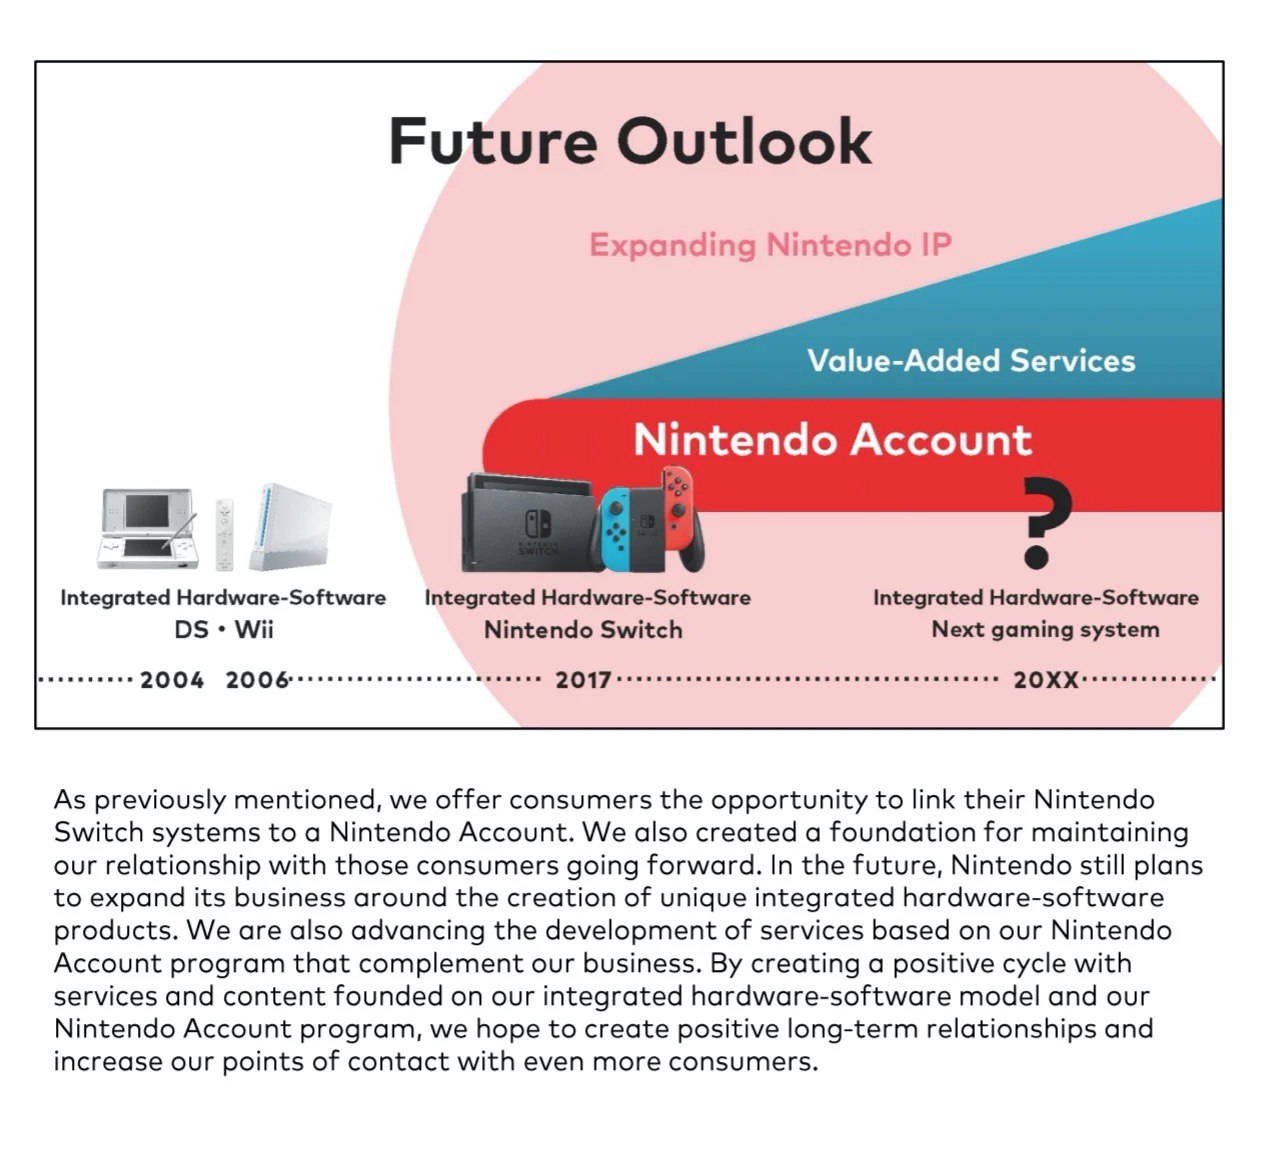 Future Outlook
Expanding Nintendo IP
Value-Added Services
Nintendo Account
NINTENDO
SWITCH
?
Integrated Hardware-Software
DS • Wii
Integrated Hardware-Software
Nintendo Switch
Integrated Hardware-Software
Next gaming system
2004 2006 2017 20XX
As previously mentioned, we offer consumers the opportunity to link their Nintendo
Switch systems to a Nintendo Account. We also created a foundation for maintaining
our relationship with those consumers going forward. In the future, Nintendo still plans
to expand its business around the creation of unique integrated hardware-software
products. We are also advancing the development of services based on our Nintendo
Account program that complement our business. By creating a positive cycle with
services and content founded on our integrated hardware-software model and our
Nintendo Account program, we hope to create positive long-term relationships and
increase our points of contact with even more consumers.